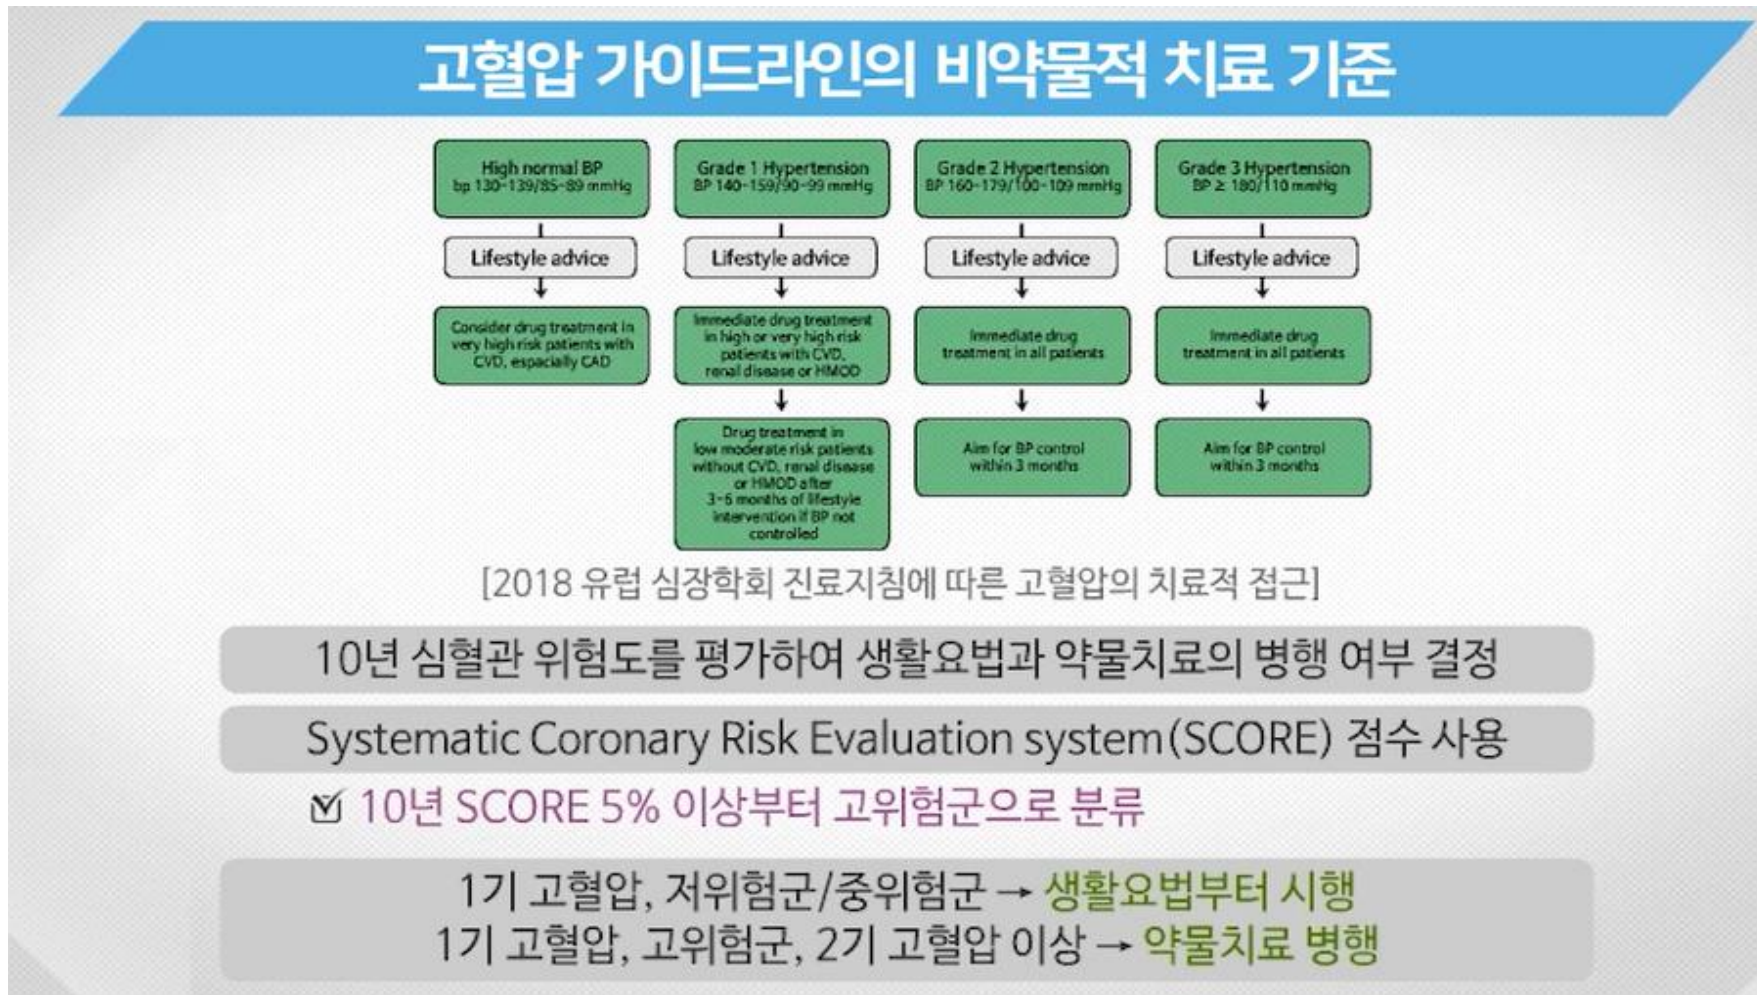 고혈압 가이드라인의 비약물적 치료 기준
High normal BP
bp 130-139/85-89 mmHg
Lifestyle advice
Consider drug treatment in
very high risk patients with
CVD, espacially CAD
Grade 1 Hypertension
BP 140-159/90-99 mmHg
Lifestyle advice
Immediate drug treatment
in high or very high risk
patients with CVD,
renal disease or HMOD
Drug treatment in
low moderate risk patients
without CVD, renal disease
or HMOD after
3-6 months of lifestyle
intervention if BP not
controlled
Grade 2 Hypertension
BP 160-179/100-109 mmHg
Lifestyle advice
Immediate drug
treatment in all patients
Aim for BP control
within 3 months
Grade 3 Hypertension
BP ≥ 180/110 mmHg
Lifestyle advice
Immediate drug
treatment in all patients
Aim for BP control
within 3 months
[2018 유럽 심장학회 진료지침에 따른 고혈압의 치료적 접근]
10년 심혈관 위험도를 평가하여 생활요법과 약물치료의 병행 여부 결정
Systematic Coronary Risk Evaluation system(SCORE) 점수 사용
☑ 10년 SCORE 5% 이상부터 고위험군으로 분류
1기 고혈압, 저위험군/중위험군 → 생활요법부터 시행
1기 고혈압, 고위험군, 2기 고혈압 이상 → 약물치료 병행